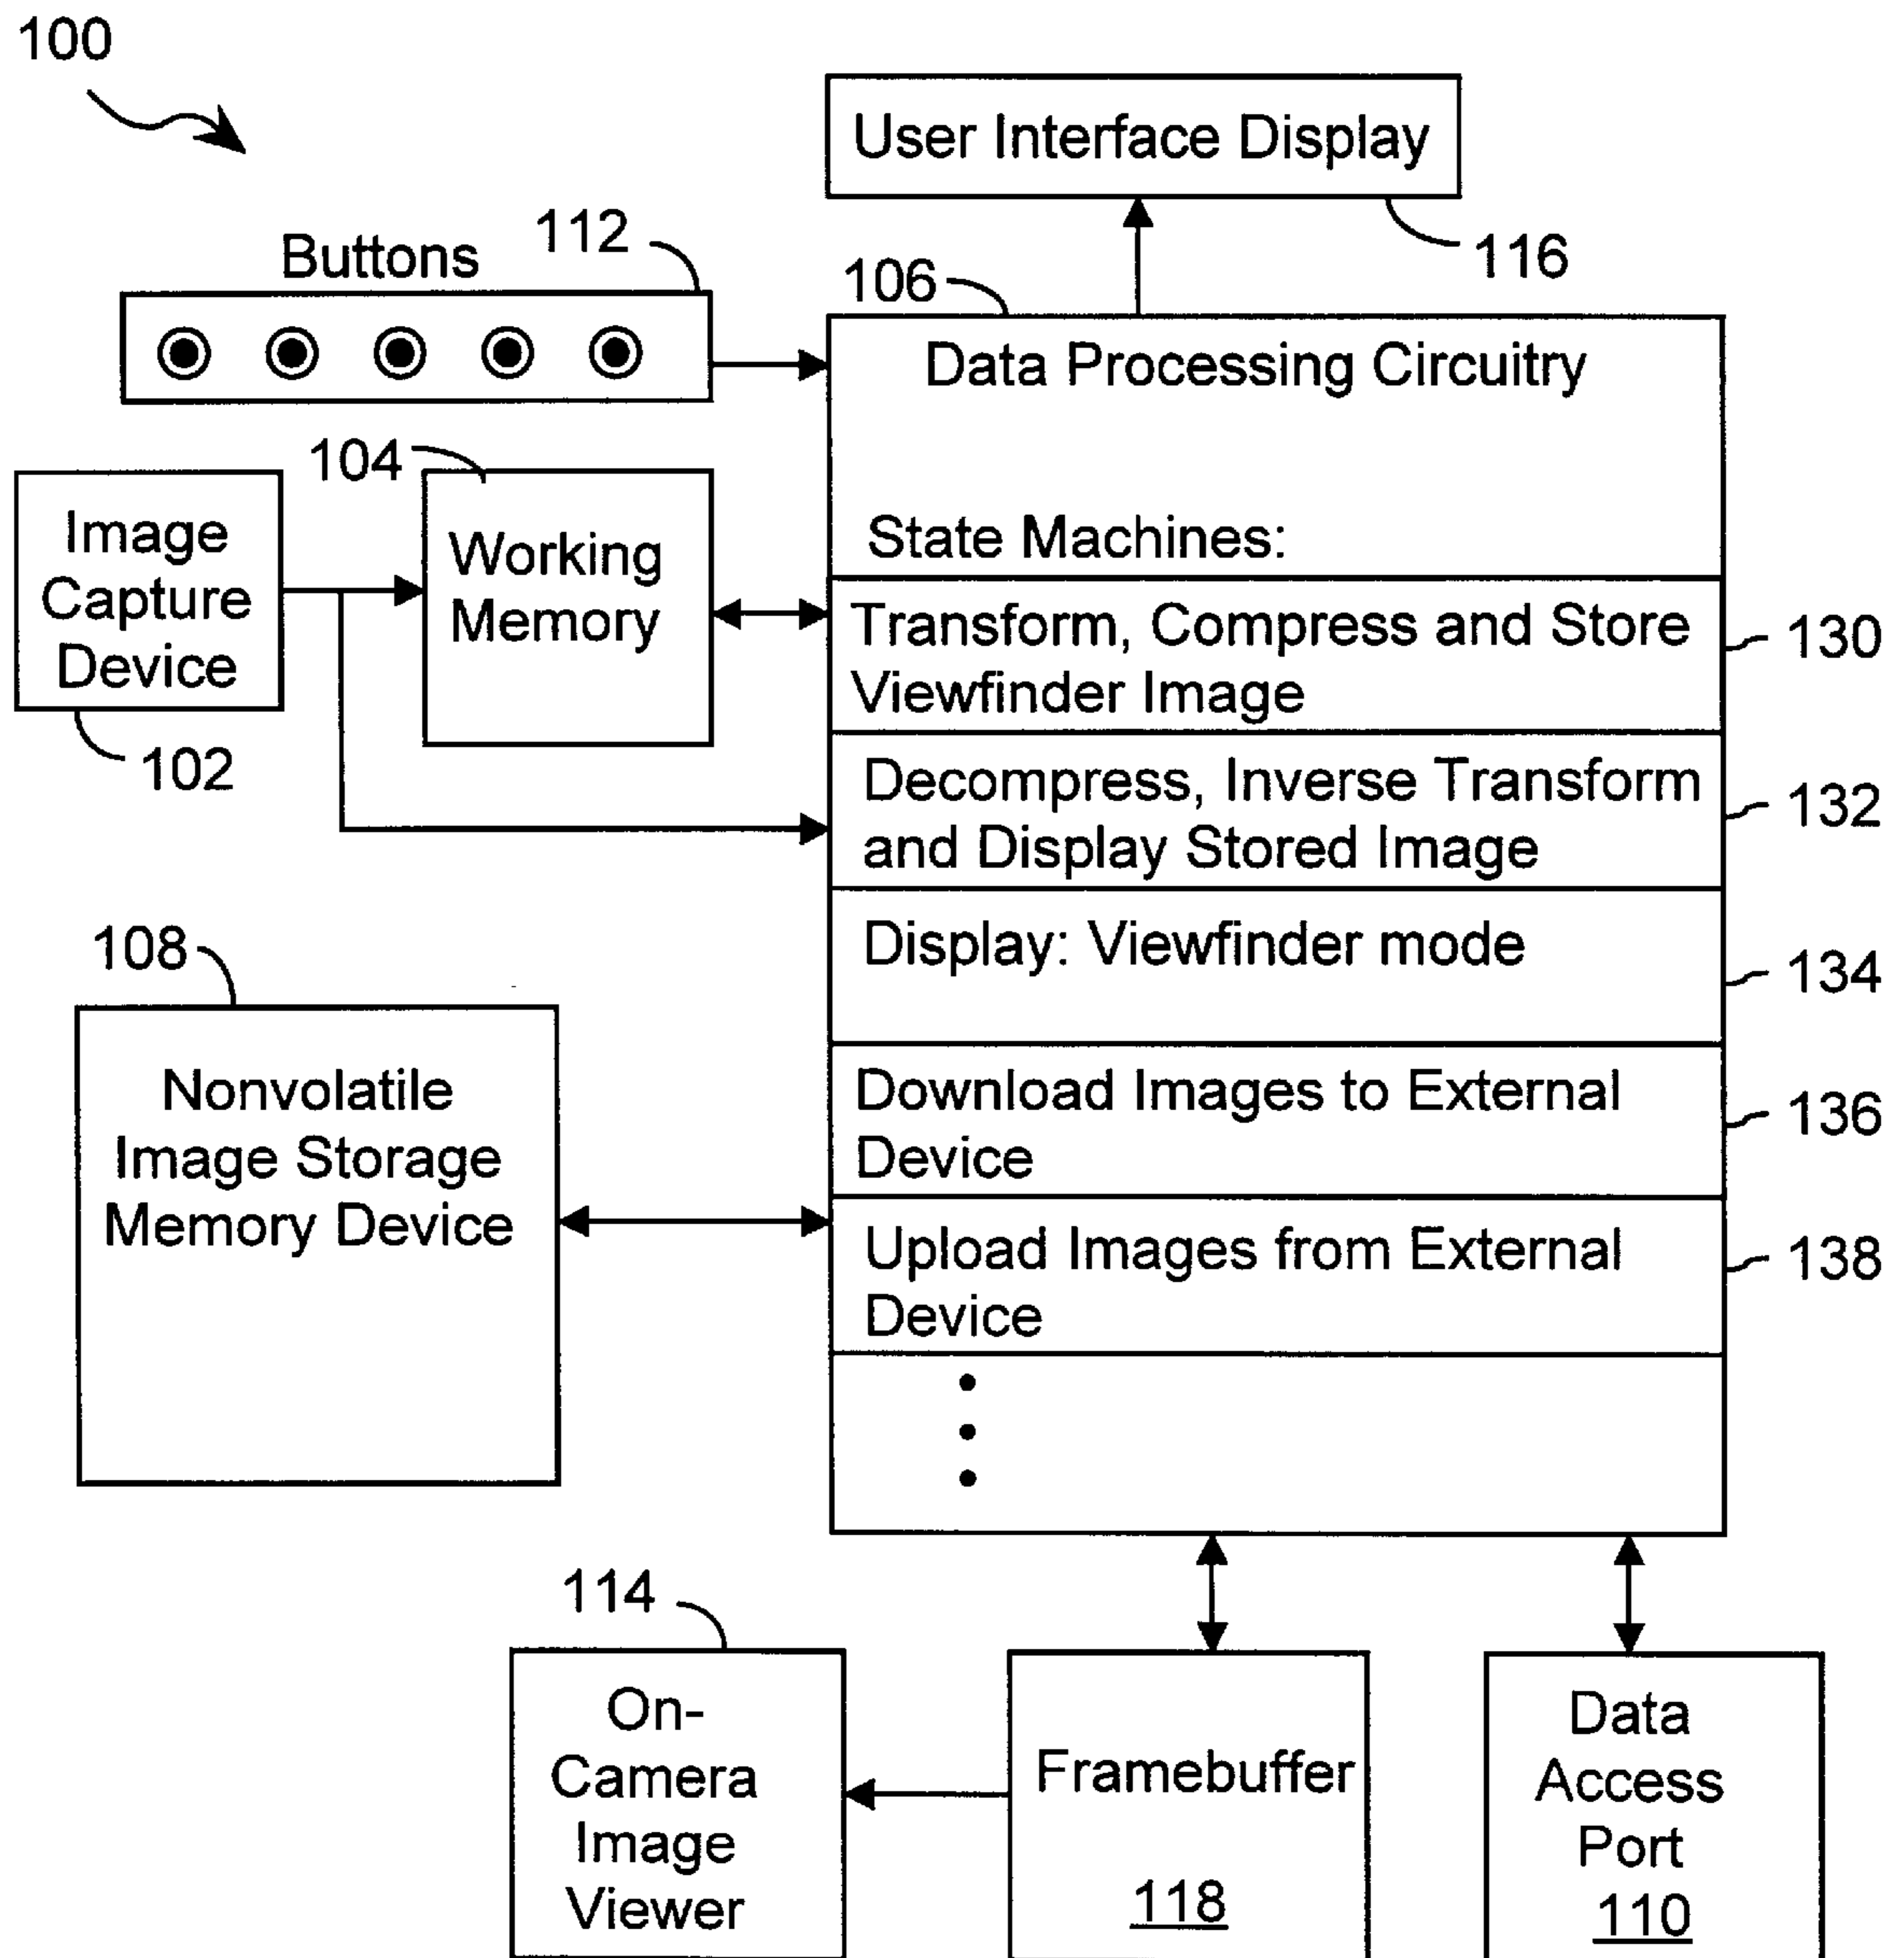 100
User Interface Display
116
Buttons
112
106
Data Processing Circuitry
State Machines:
104
Image
Capture
Device
102
Working
Memory
Transform, Compress and Store
Viewfinder Image
130
Decompress, Inverse Transform
and Display Stored Image
132
Display: Viewfinder mode
134
108
Nonvolatile
Image Storage
Memory Device
Download Images to External
Device
136
Upload Images from External
Device
138
114
On-
Camera
Image
Viewer
Framebuffer
118
Data
Access
Port
110